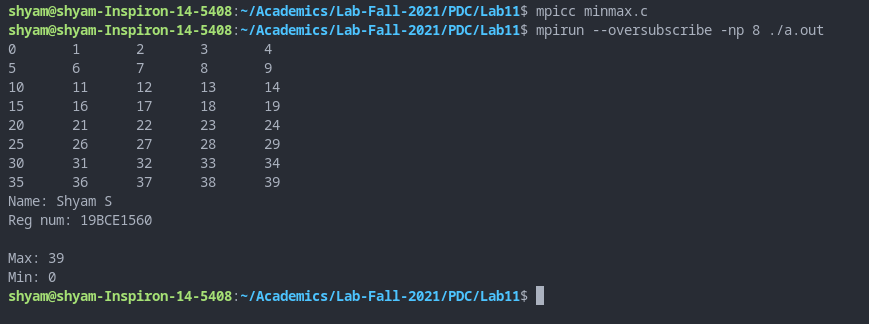 shyam@shyam-Inspiron-14-5408:~/Academics/Lab-Fall-2021/PDC/Lab11$ mpicc minmax.c
shyam@shyam-Inspiron-14-5408:~/Academics/Lab-Fall-2021/PDC/Lab11$ mpirun --oversubscribe -np 8 ./a.out
0 1 2 3 4
5 6 7 8 9
10 11 12 13 14
15 16 17 18 19
20 21 22 23 24
25 26 27 28 29
30 31 32 33 34
35 36 37 38 39
Name: Shyam S
Reg num: 19BCE1560
Max: 39
Min: 0
shyam@shyam-Inspiron-14-5408:~/Academics/Lab-Fall-2021/PDC/Lab11$